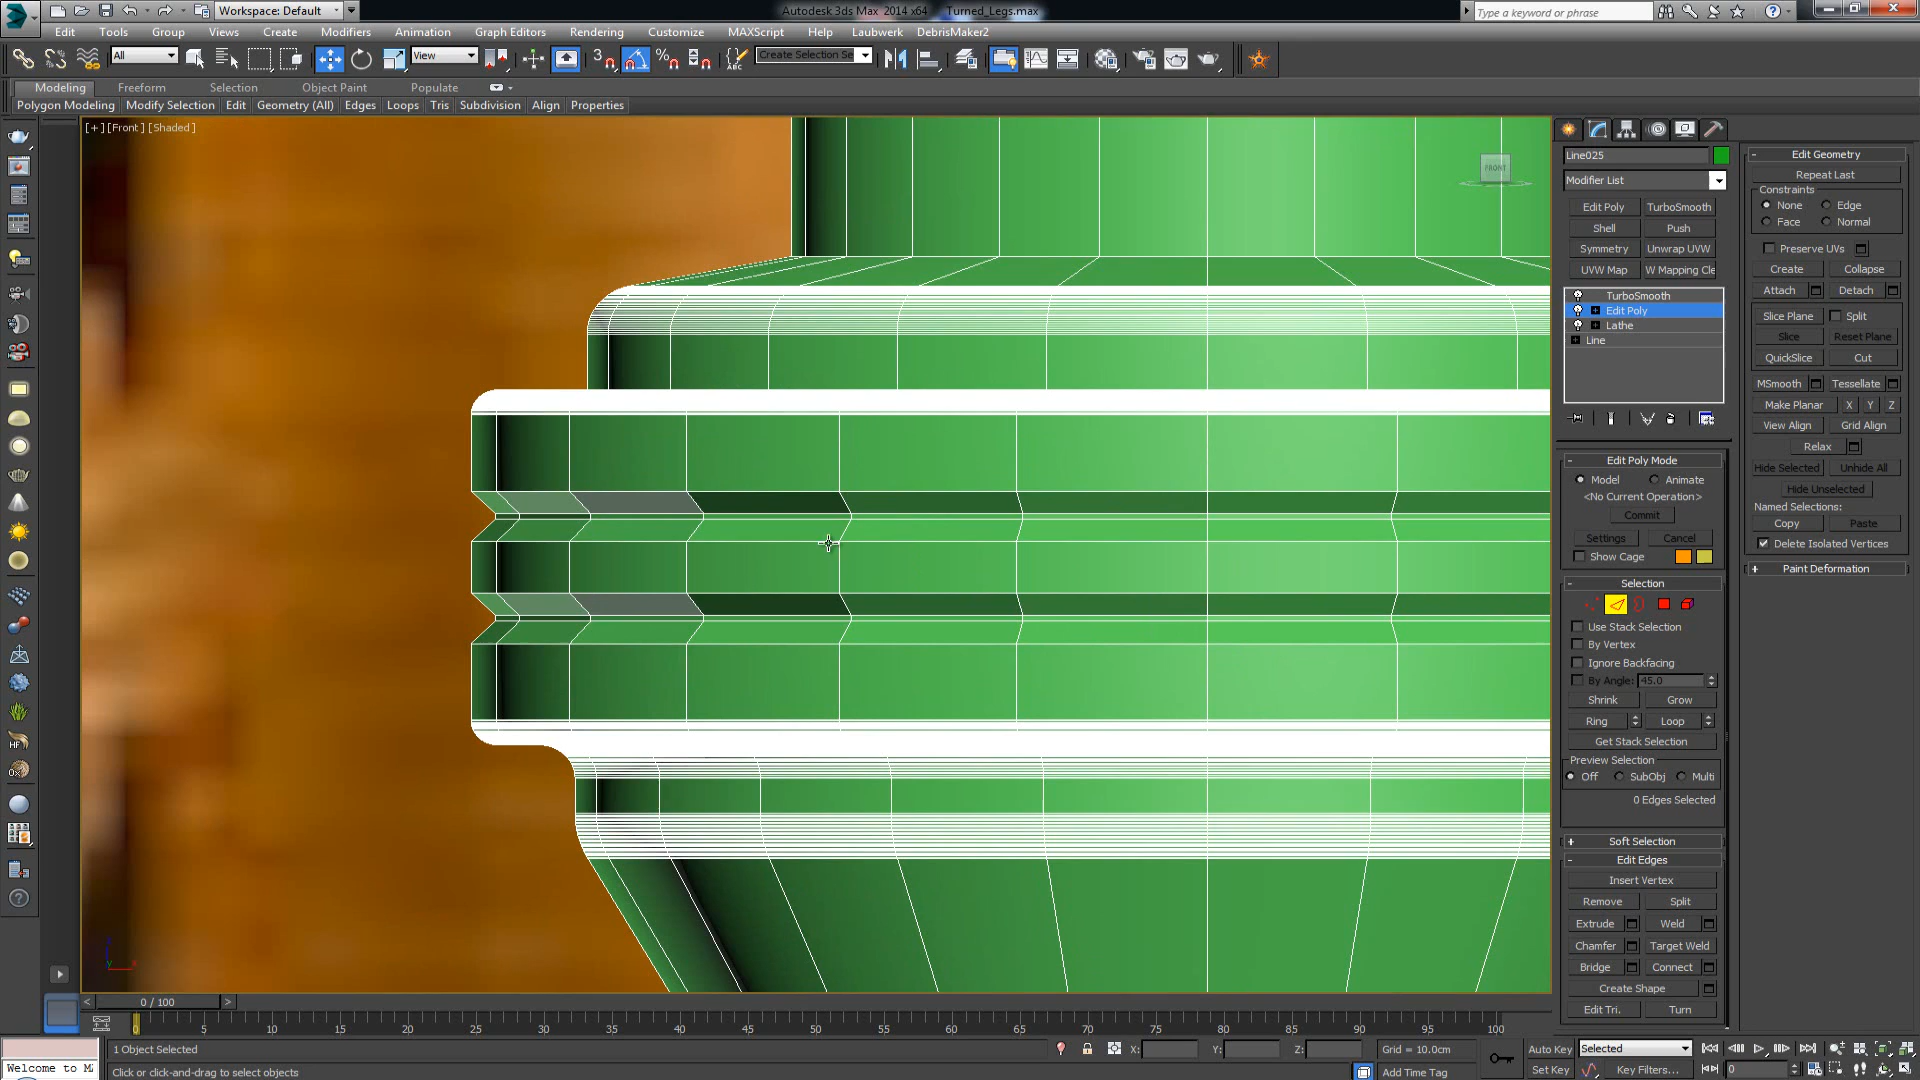 Workspace: Default
Autodesk 3ds Max 2014 x64 Turned_Legs.max
Type a keyword or phrase
Edit Tools Group Views Create Modifiers Animation Graph Editors Rendering Customize MAXScript Help Laubwerk DebrisMaker2
All View Create Selection Se
Modeling Freeform Selection Object Paint Populate
Polygon Modeling Modify Selection Edit Geometry (All) Edges Loops Tris Subdivision Align Properties
[+] [Front] [Shaded]
FRONT
Line025
Modifier List
Edit Poly TurboSmooth
Shell Push
Symmetry Unwrap UVW
UVW Map W Mapping Cle
TurboSmooth
Edit Poly
Lathe
Line
Edit Poly Mode
Model Animate
<No Current Operation>
Commit
Settings Cancel
Show Cage
Selection
Use Stack Selection
By Vertex
Ignore Backfacing
By Angle: 45.0
Shrink Grow
Ring Loop
Get Stack Selection
Preview Selection
Off SubObj Multi
0 Edges Selected
Soft Selection
Edit Edges
Insert Vertex
Remove Split
Extrude Weld
Chamfer Target Weld
Bridge Connect
Create Shape
Edit Tri. Turn
Edit Geometry
Repeat Last
Constraints
None Edge
Face Normal
Preserve UVs
Create Collapse
Attach Detach
Slice Plane Split
Slice Reset Plane
QuickSlice Cut
MSmooth Tessellate
Make Planar X Y Z
View Align Grid Align
Relax
Hide Selected Unhide All
Hide Unselected
Named Selections:
Copy Paste
Delete Isolated Vertices
Paint Deformation
0 / 100
0 5 10 15 20 25 30 35 40 45 50 55 60 65 70 75 80 85 90 95 100
1 Object Selected X: Y: Z: Grid = 10.0cm Auto Key Selected
Welcome to M Click or click-and-drag to select objects Add Time Tag Set Key Key Filters... 0